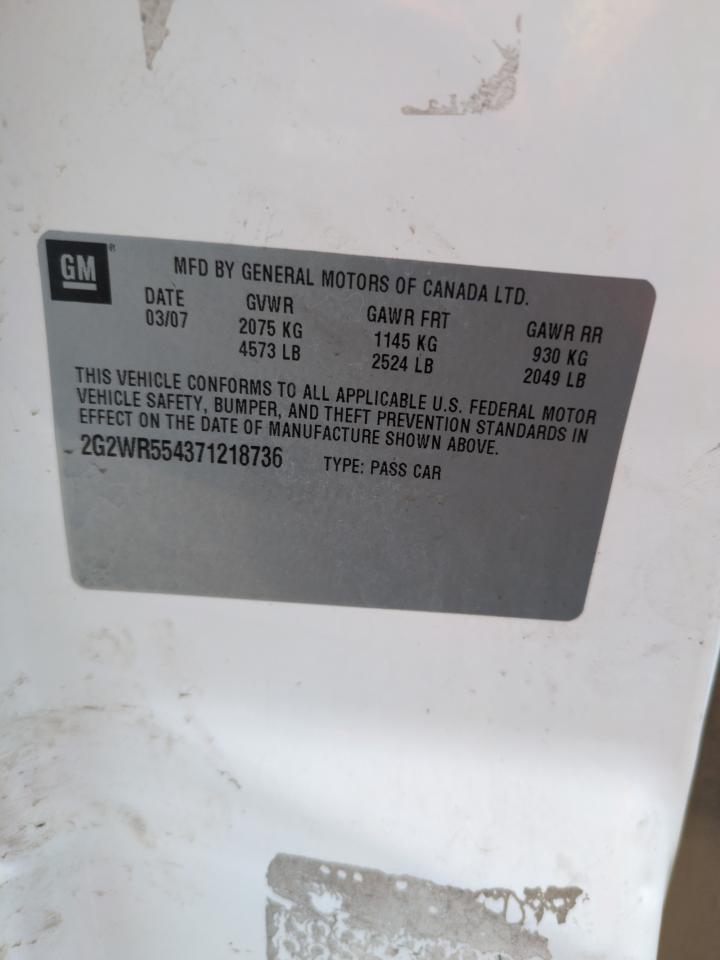 GM®
MFD BY GENERAL MOTORS OF CANADA LTD.
DATE GVWR GAWR FRT GAWR RR
03/07 2075 KG 1145 KG 930 KG
4573 LB 2524 LB 2049 LB
THIS VEHICLE CONFORMS TO ALL APPLICABLE U.S. FEDERAL MOTOR
VEHICLE SAFETY, BUMPER, AND THEFT PREVENTION STANDARDS IN
EFFECT ON THE DATE OF MANUFACTURE SHOWN ABOVE.
2G2WR554371218736 TYPE: PASS CAR